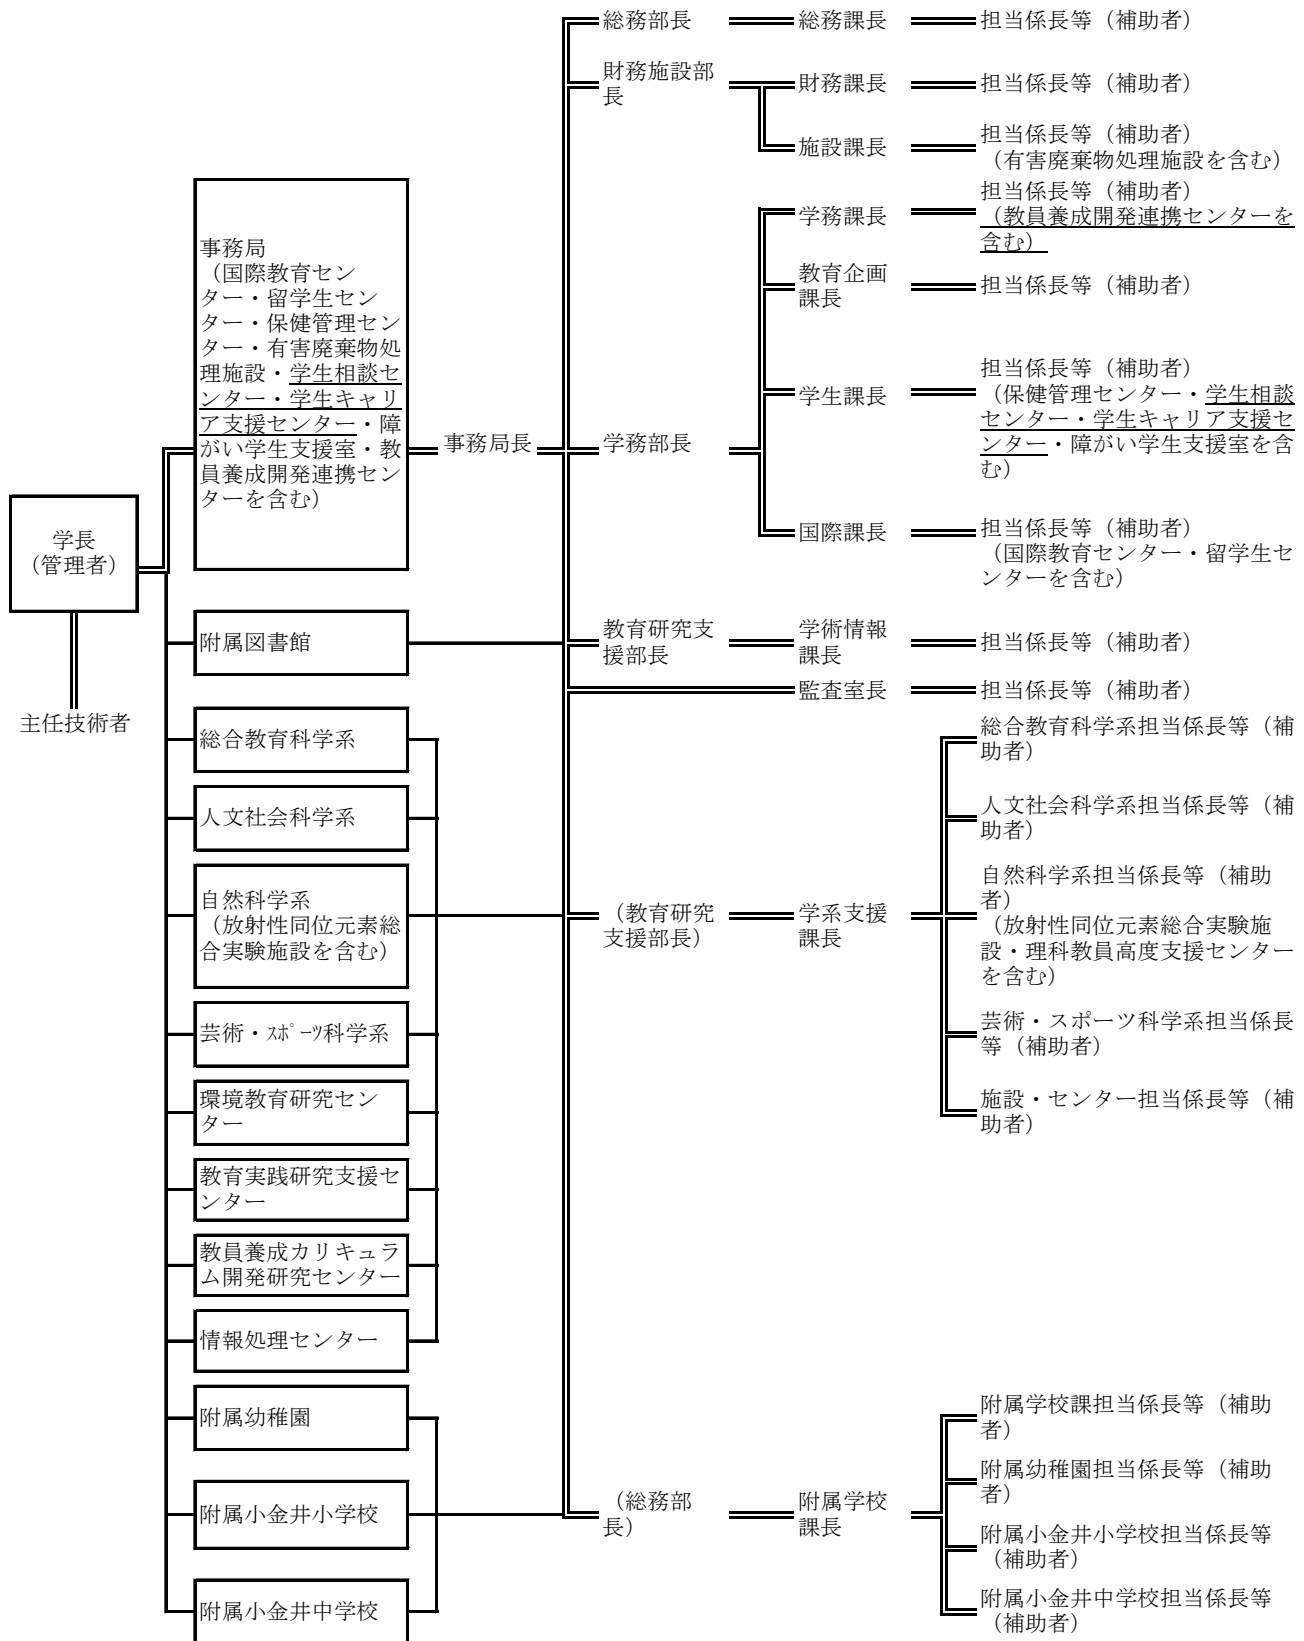 学長
（管理者）
主任技術者
事務局
（国際教育セン
ター・留学生セン
ター・保健管理セン
ター・有害廃棄物処
理施設・学生相談セ
ンター・学生キャリ
ア支援センター・障
がい学生支援室・教
員養成開発連携セン
ターを含む）
附属図書館
総合教育科学系
人文社会科学系
自然科学系
（放射性同位元素総
合実験施設を含む）
芸術・ｽﾎﾟｰﾂ科学系
環境教育研究セン
ター
教育実践研究支援セ
ンター
教員養成カリキュラ
ム開発研究センター
情報処理センター
附属幼稚園
附属小金井小学校
附属小金井中学校
事務局長
総務部長
総務課長
担当係長等（補助者）
財務施設部
長
財務課長
担当係長等（補助者）
施設課長
担当係長等（補助者）
（有害廃棄物処理施設を含む）
学務部長
学務課長
担当係長等（補助者）
（教員養成開発連携センターを
含む）
教育企画
課長
担当係長等（補助者）
学生課長
担当係長等（補助者）
（保健管理センター・学生相談
センター・学生キャリア支援セ
ンター・障がい学生支援室を含
む）
国際課長
担当係長等（補助者）
（国際教育センター・留学生セ
ンターを含む）
教育研究支
援部長
学術情報
課長
担当係長等（補助者）
監査室長
担当係長等（補助者）
（教育研究
支援部長）
学系支援
課長
総合教育科学系担当係長等（補
助者）
人文社会科学系担当係長等（補
助者）
自然科学系担当係長等（補助
者）
（放射性同位元素総合実験施
設・理科教員高度支援センター
を含む）
芸術・スポーツ科学系担当係長
等（補助者）
施設・センター担当係長等（補
助者）
（総務部
長）
附属学校
課長
附属学校課担当係長等（補助
者）
附属幼稚園担当係長等（補助
者）
附属小金井小学校担当係長等
（補助者）
附属小金井中学校担当係長等
（補助者）